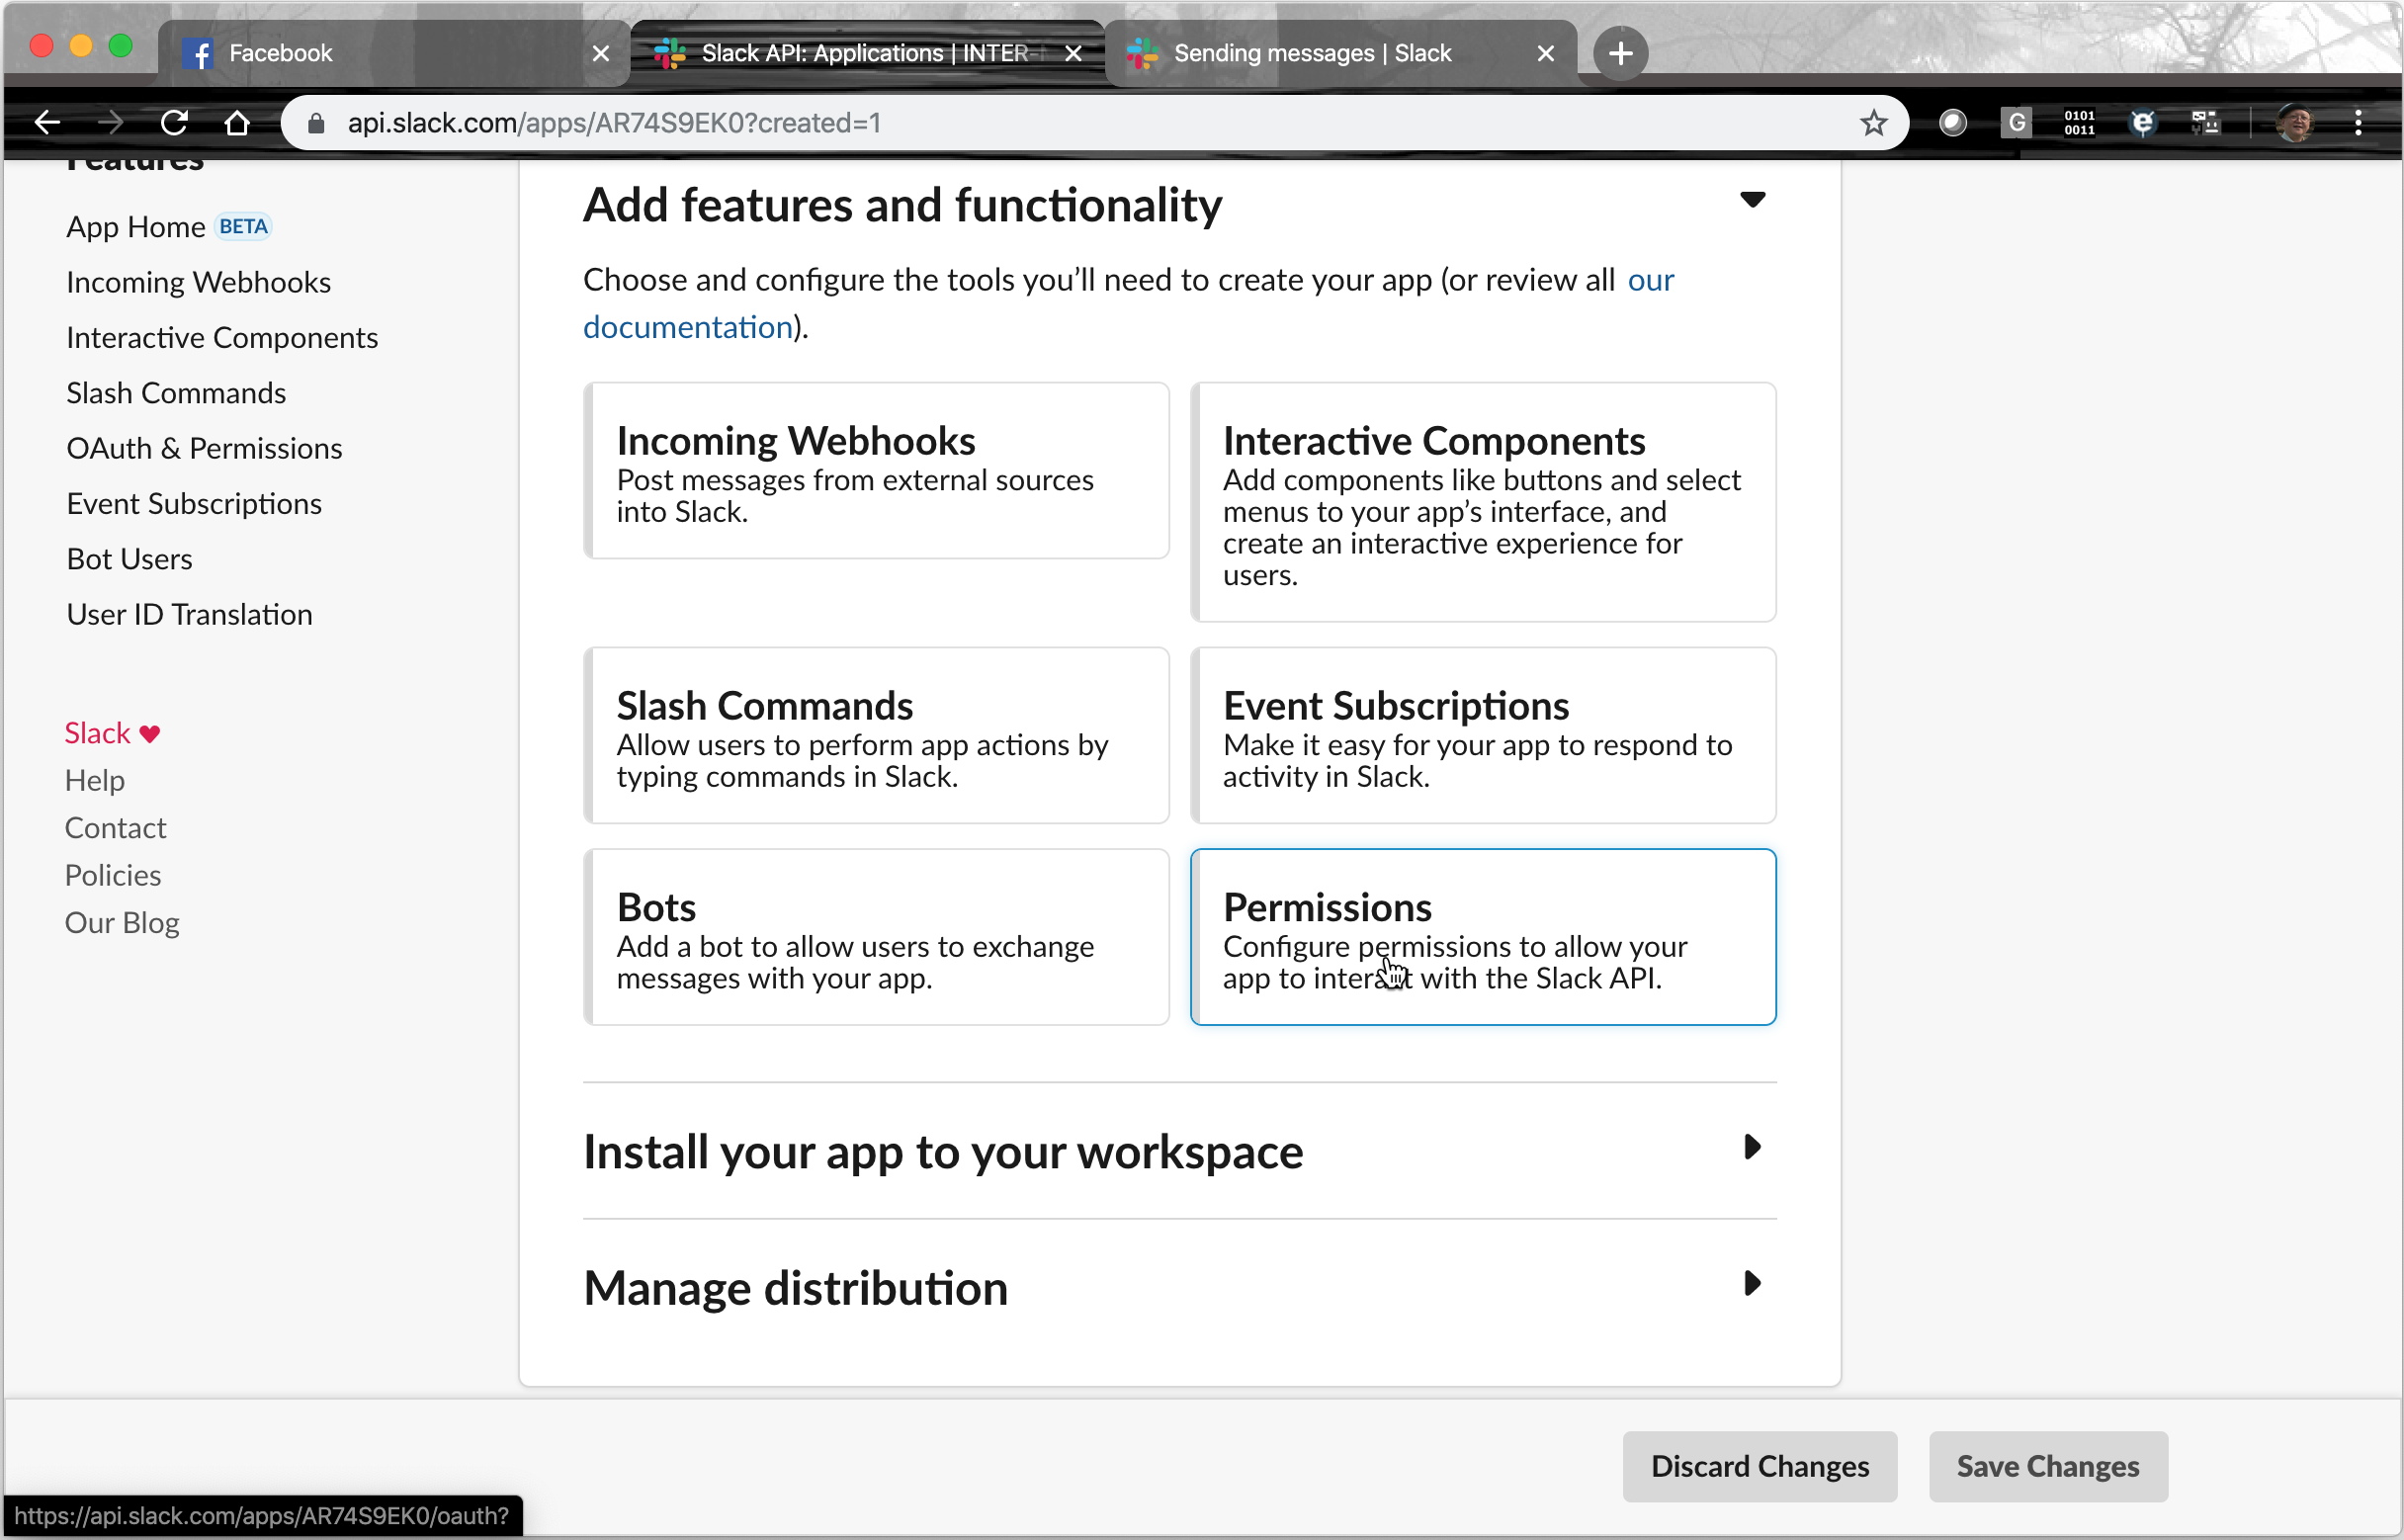 Facebook
Slack API: Applications | INTER-
Sending messages | Slack
api.slack.com/apps/AR74S9EK0?created=1
G
0101
0011
Features
App Home BETA
Incoming Webhooks
Interactive Components
Slash Commands
OAuth & Permissions
Event Subscriptions
Bot Users
User ID Translation
Slack ♥
Help
Contact
Policies
Our Blog
Add features and functionality
Choose and configure the tools you’ll need to create your app (or review all our
documentation).
Incoming Webhooks
Post messages from external sources
into Slack.
Interactive Components
Add components like buttons and select
menus to your app’s interface, and
create an interactive experience for
users.
Slash Commands
Allow users to perform app actions by
typing commands in Slack.
Event Subscriptions
Make it easy for your app to respond to
activity in Slack.
Bots
Add a bot to allow users to exchange
messages with your app.
Permissions
Configure permissions to allow your
app to interact with the Slack API.
Install your app to your workspace
Manage distribution
Discard Changes
Save Changes
https://api.slack.com/apps/AR74S9EK0/oauth?